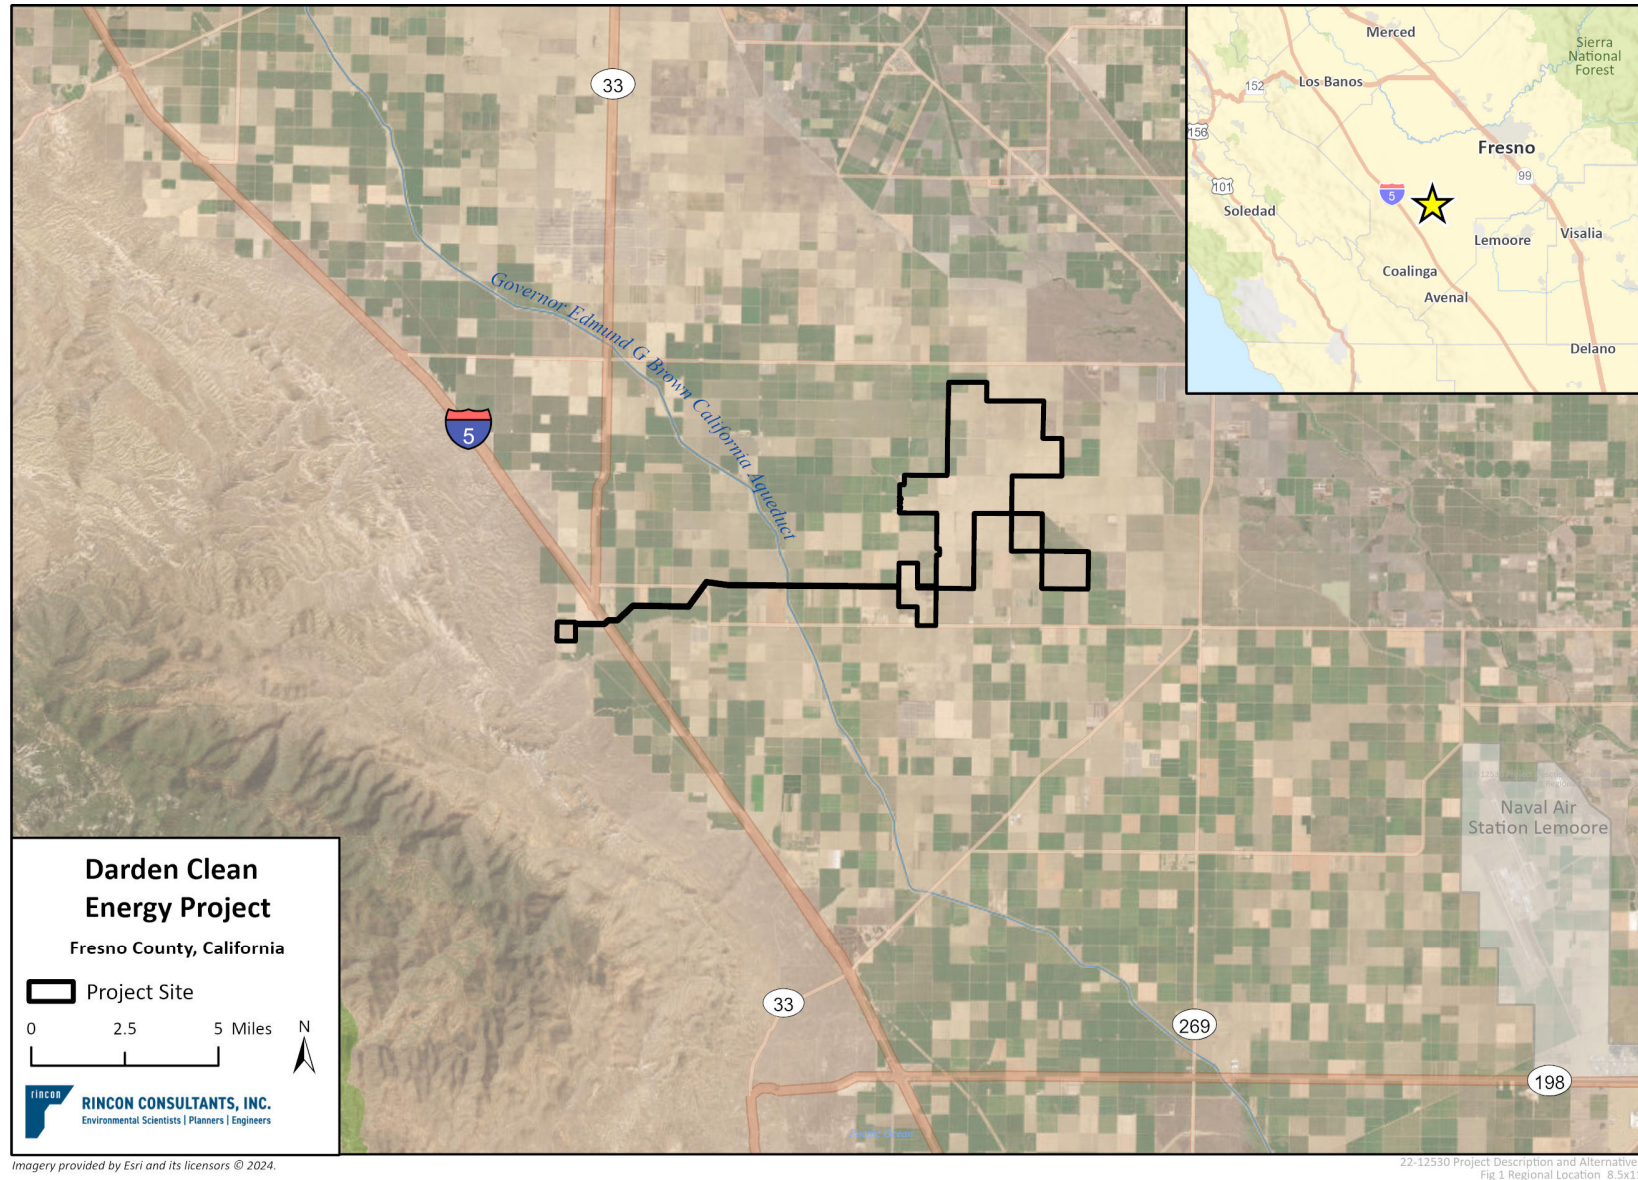 33
Governor Edmund G Brown California Aqueduct
5
Merced
Sierra
National
Forest
Los Banos
152
156
Fresno
99
101
5
Soledad
Lemoore
Visalia
Coalinga
Avenal
Delano
Naval Air
Station Lemoore
33
269
198
Darden Clean
Energy Project
Fresno County, California
Project Site
0 2.5 5 Miles
N
rincon
RINCON CONSULTANTS, INC.
Environmental Scientists | Planners | Engineers
Imagery provided by Esri and its licensors © 2024.
22-12530 Project Description and Alternative
Fig 1 Regional Location 8.5x11